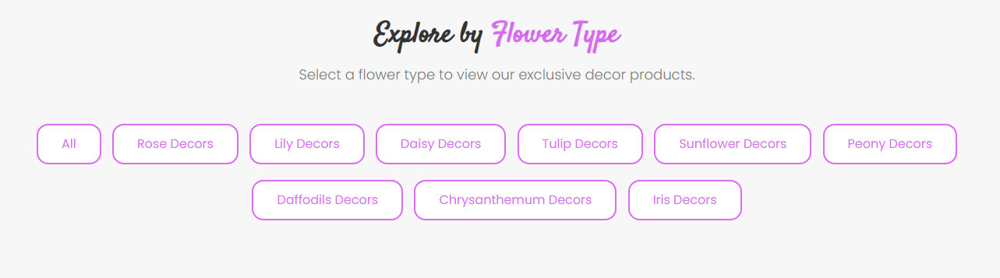 Explore by Flower Type
Select a flower type to view our exclusive decor products.
All Rose Decors Lily Decors Daisy Decors Tulip Decors Sunflower Decors Peony Decors
Daffodils Decors Chrysanthemum Decors Iris Decors